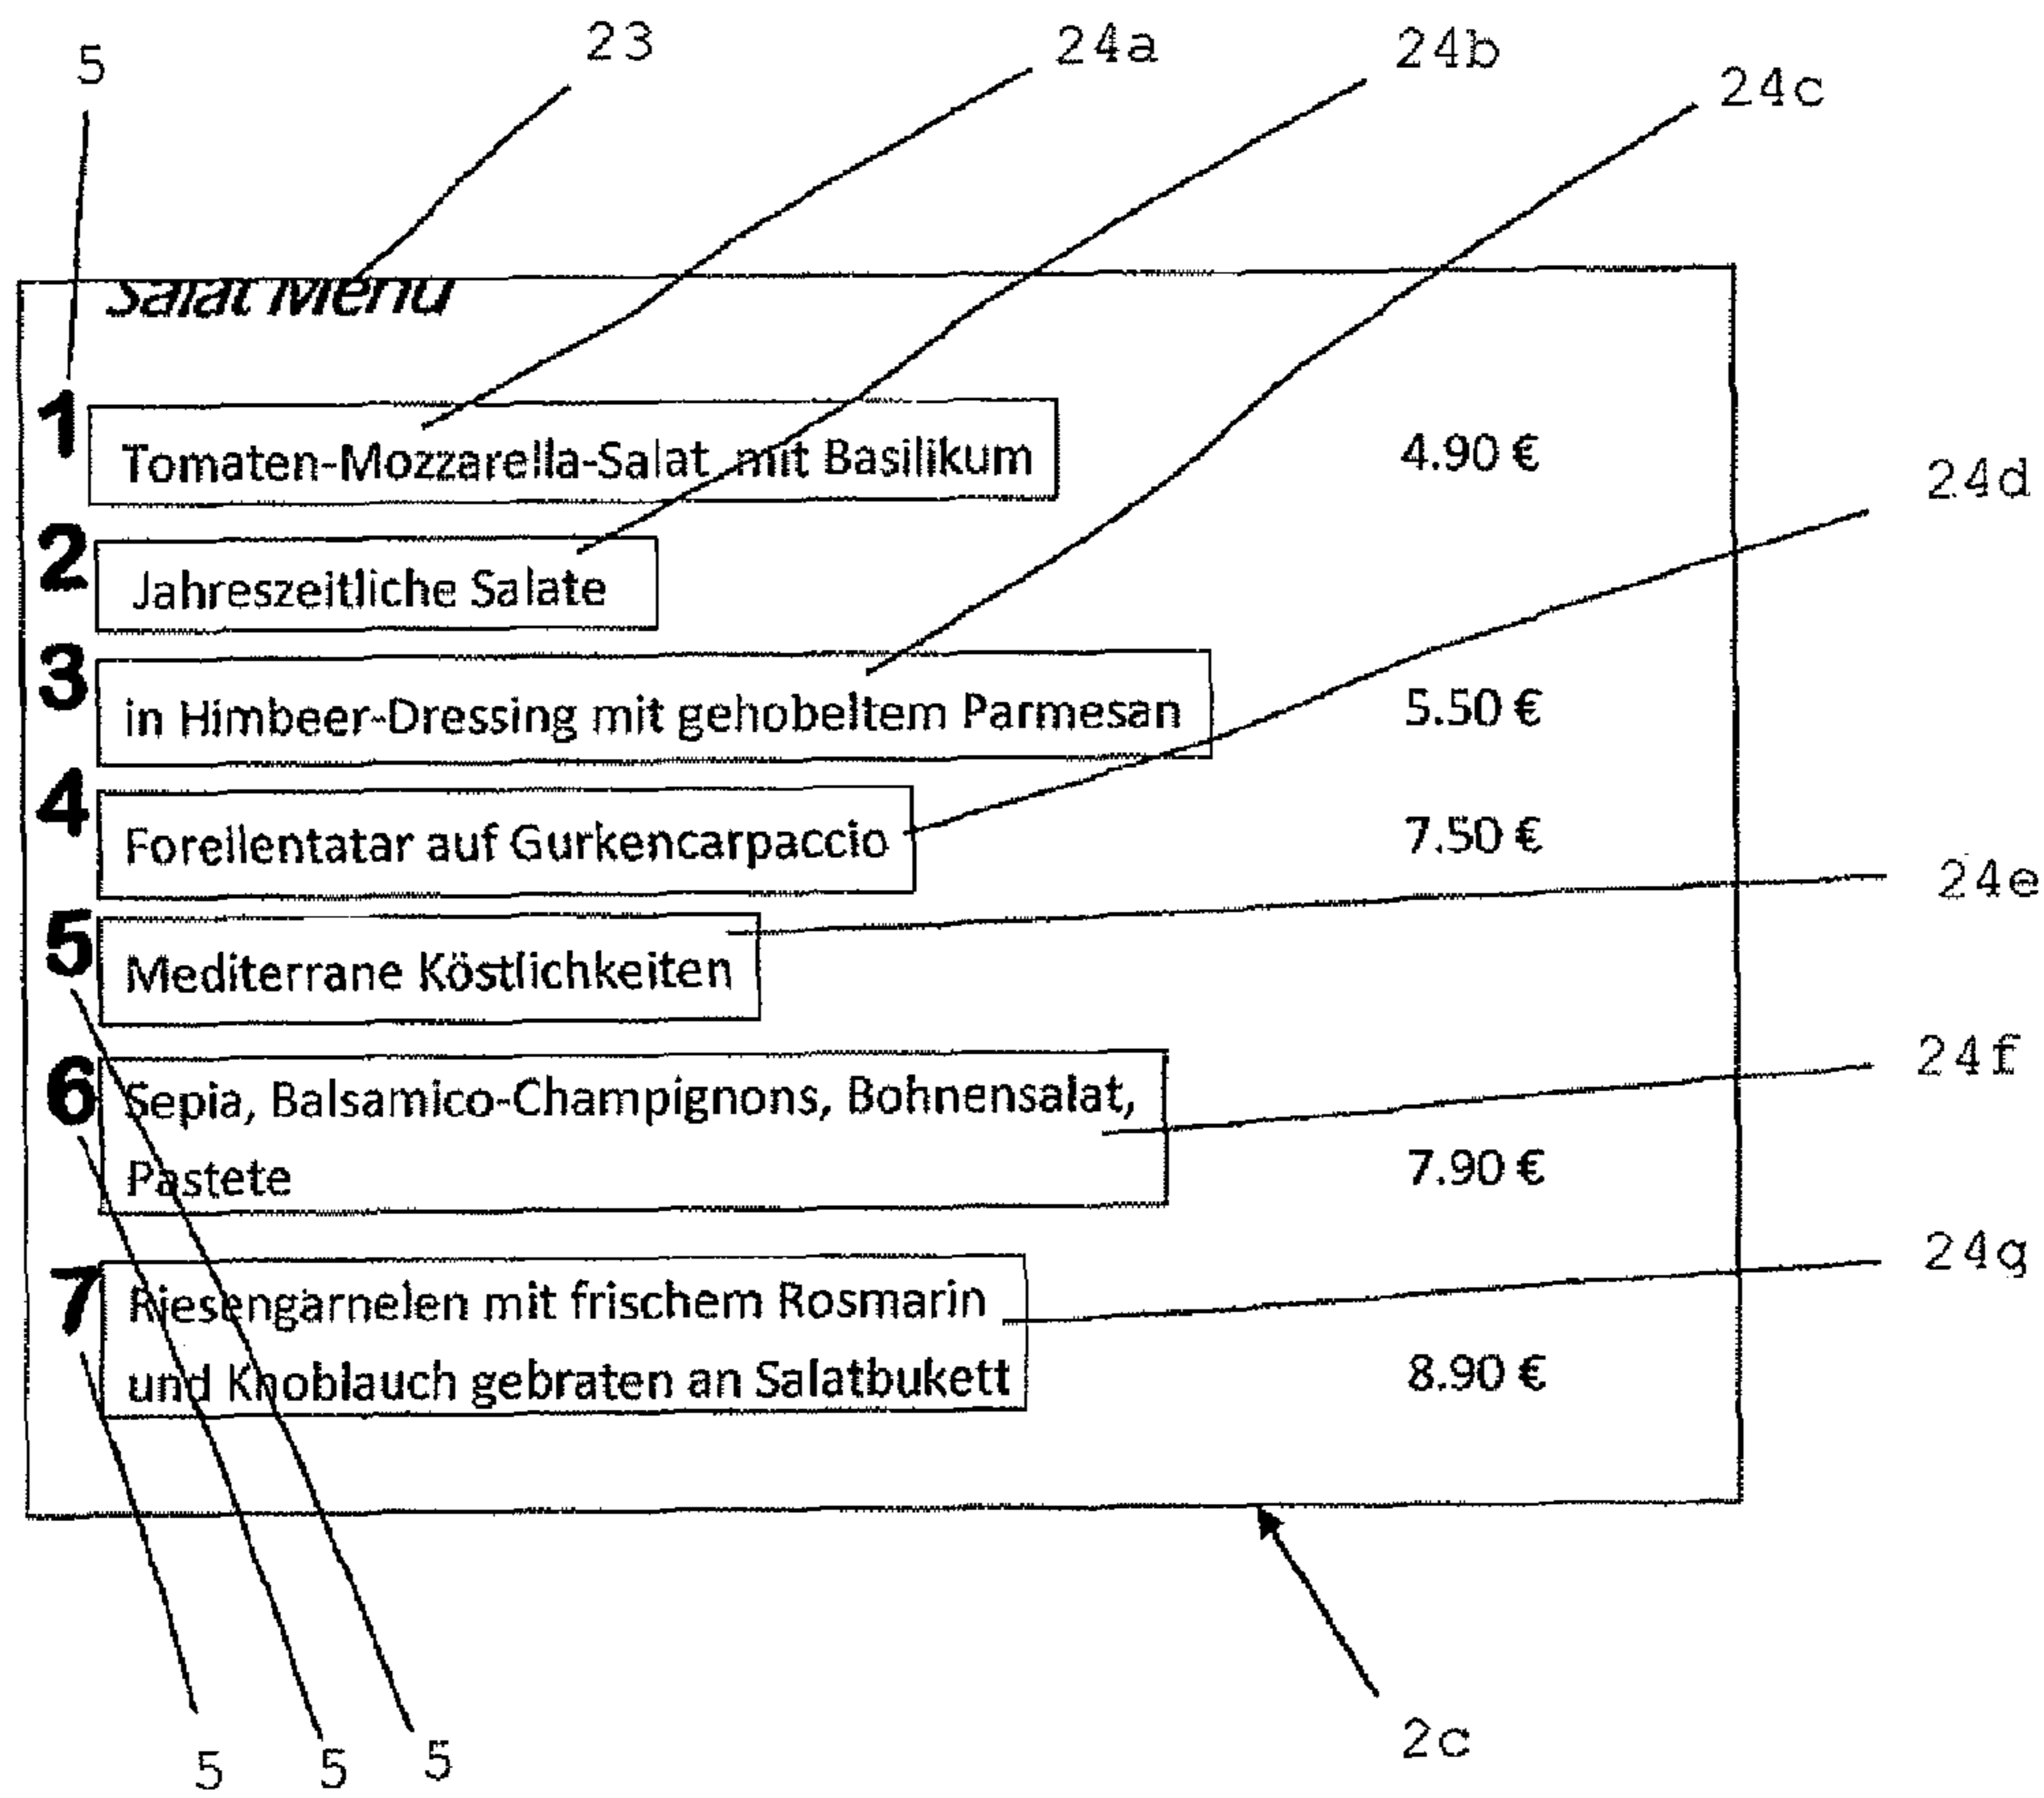 5 23 24a 24b 24c
Salat Menü
1 Tomaten-Mozzarella-Salat mit Basilikum 4.90 €
24d
2 Jahreszeitliche Salate
3 in Himbeer-Dressing mit gehobeltem Parmesan 5.50 €
4 Forellentatar auf Gurkencarpaccio 7.50 €
24e
5 Mediterrane Köstlichkeiten
24f
6 Sepia, Balsamico-Champignons, Bohnensalat,
Pastete 7.90 €
24g
7 Riesengarnelen mit frischem Rosmarin
und Knoblauch gebraten an Salatbukett 8.90 €
5 5 5 2c